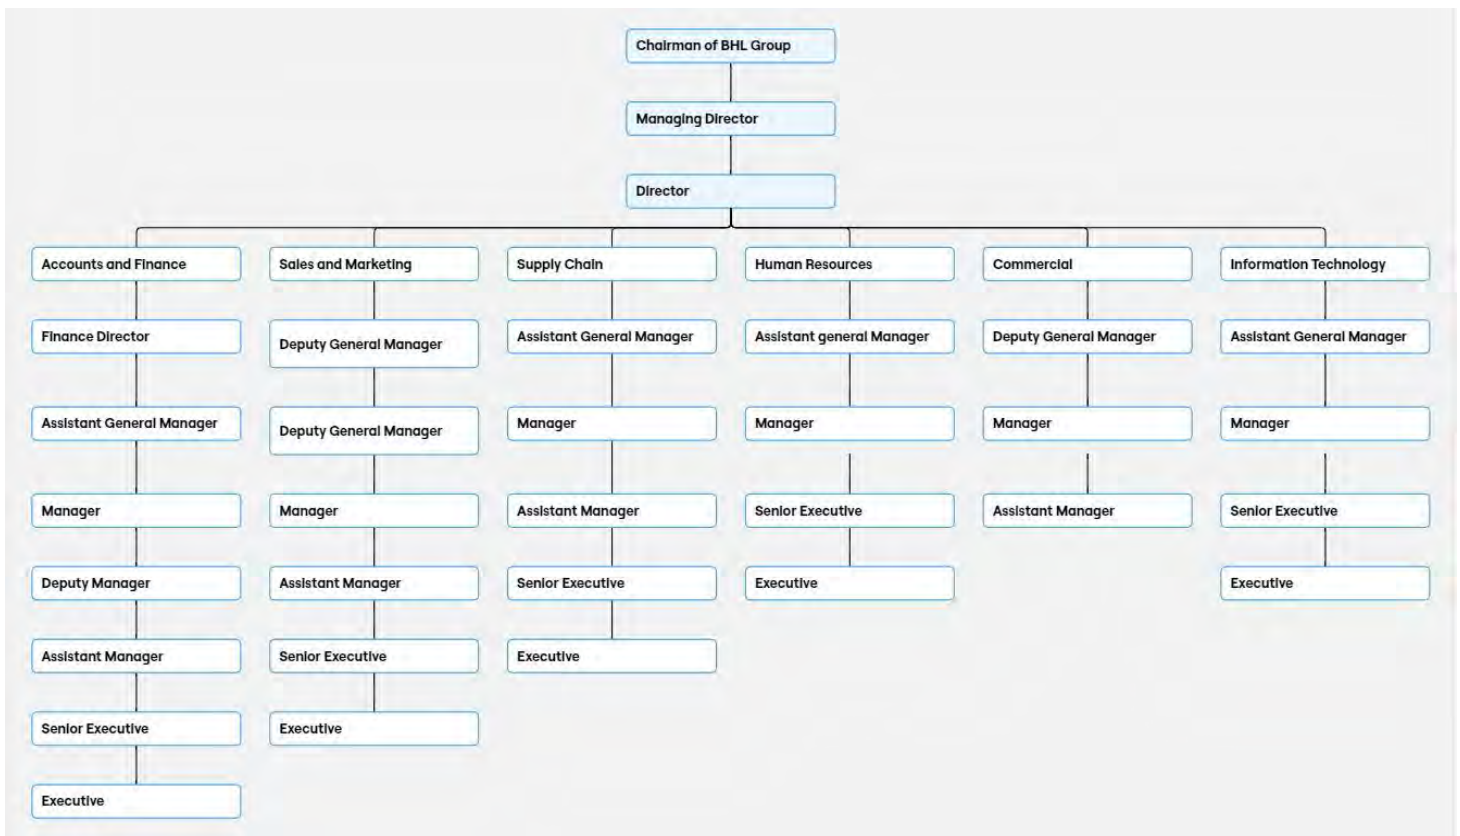 Chairman of BHL Group
Managing Director
Director
Accounts and Finance
Sales and Marketing
Supply Chain
Human Resources
Commercial
Information Technology
Finance Director
Deputy General Manager
Assistant General Manager
Assistant general Manager
Deputy General Manager
Assistant General Manager
Assistant General Manager
Deputy General Manager
Manager
Manager
Manager
Manager
Manager
Manager
Assistant Manager
Senior Executive
Assistant Manager
Senior Executive
Deputy Manager
Assistant Manager
Senior Executive
Executive
Executive
Assistant Manager
Senior Executive
Executive
Senior Executive
Executive
Executive